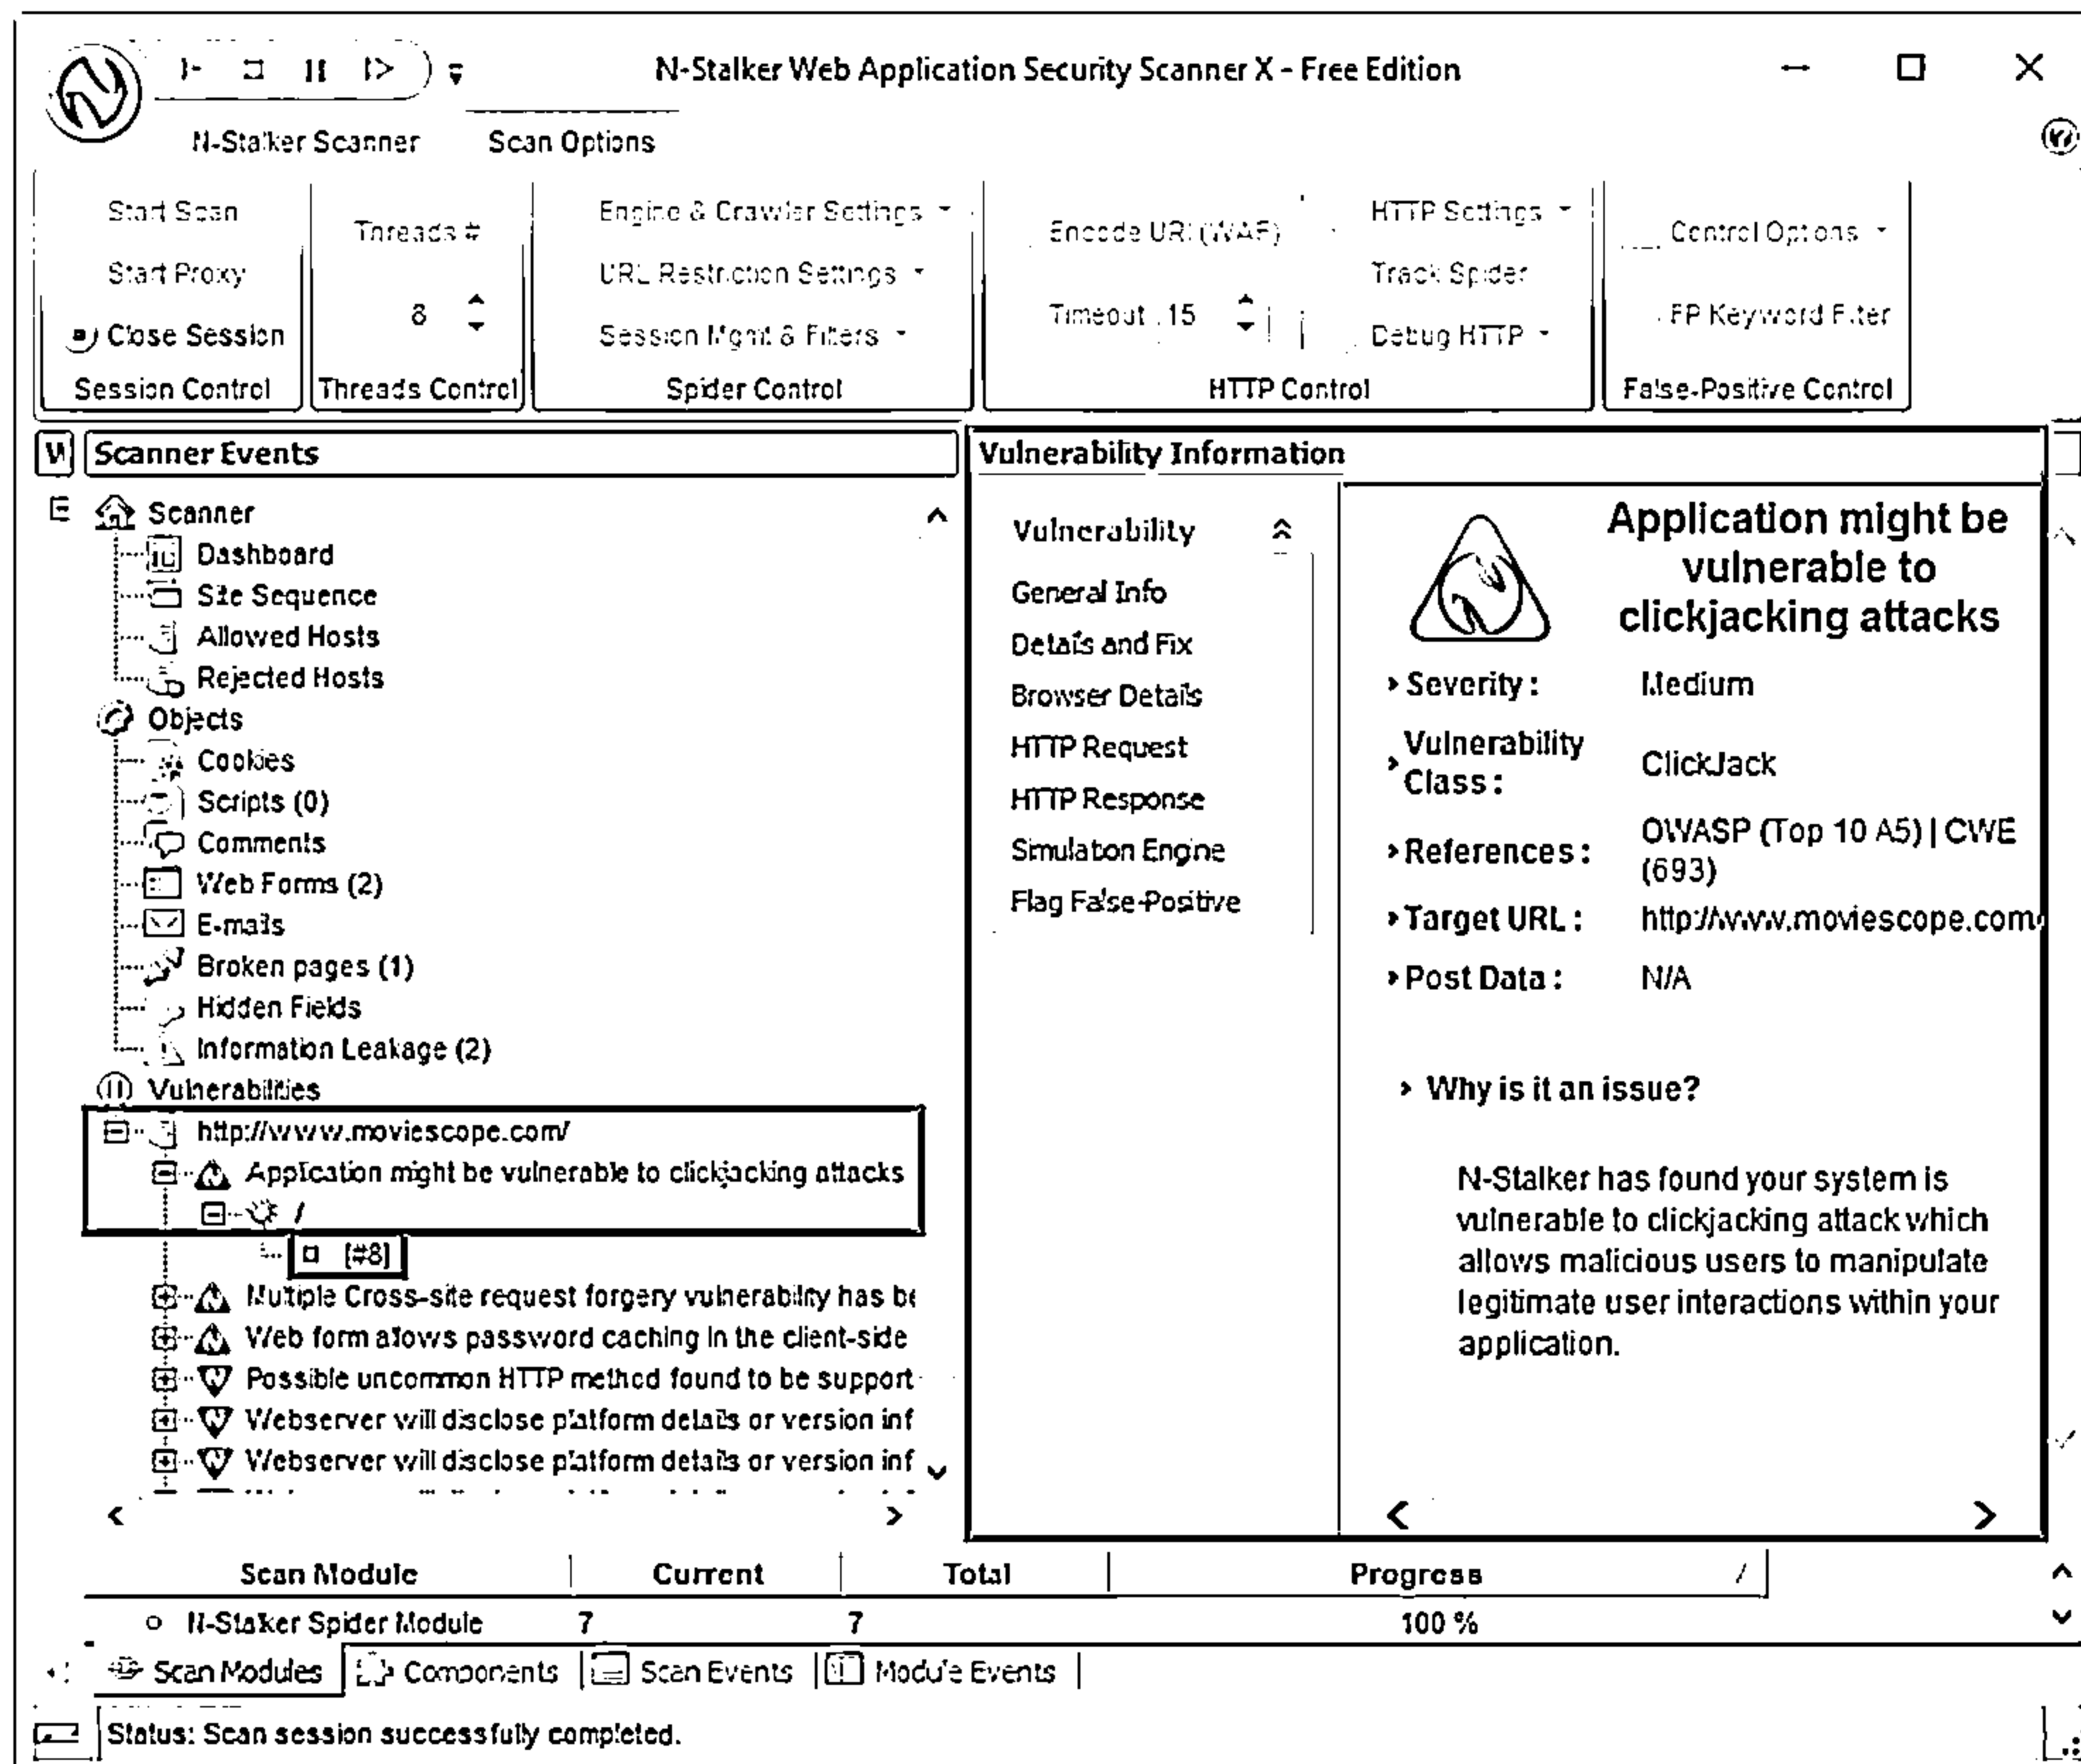 N-Stalker Web Application Security Scanner X - Free Edition
N-Stalker Scanner
Scan Options
Start Scan
Start Proxy
Close Session
Session Control
Threads #
8
Threads Control
Engine & Crawler Settings
URL Restriction Settings
Session Mgmt & Filters
Spider Control
Encode URI (WAF)
Timeout 15
HTTP Settings
Track Spider
Debug HTTP
HTTP Control
Control Options
FP Keyword Filter
False-Positive Control
W
Scanner Events
Scanner
Dashboard
Site Sequence
Allowed Hosts
Rejected Hosts
Objects
Cookies
Scripts (0)
Comments
Web Forms (2)
E-mails
Broken pages (1)
Hidden Fields
Information Leakage (2)
Vulnerabilities
http://www.moviescope.com/
Application might be vulnerable to clickjacking attacks
/
[#8]
Multiple Cross-site request forgery vulnerability has be
Web form allows password caching in the client-side
Possible uncommon HTTP method found to be support
Webserver will disclose platform details or version inf
Webserver will disclose platform details or version inf
Vulnerability Information
Vulnerability
General Info
Details and Fix
Browser Details
HTTP Request
HTTP Response
Simulation Engine
Flag False-Positive
Application might be
vulnerable to
clickjacking attacks
Severity : Medium
Vulnerability
Class : ClickJack
References : OWASP (Top 10 A5) | CWE
(693)
Target URL : http://www.moviescope.com/
Post Data : N/A
Why is it an issue?
N-Stalker has found your system is
vulnerable to clickjacking attack which
allows malicious users to manipulate
legitimate user interactions within your
application.
Scan Module Current Total Progress
N-Stalker Spider Module 7 7 100 %
Scan Modules Components Scan Events Module Events
Status: Scan session successfully completed.